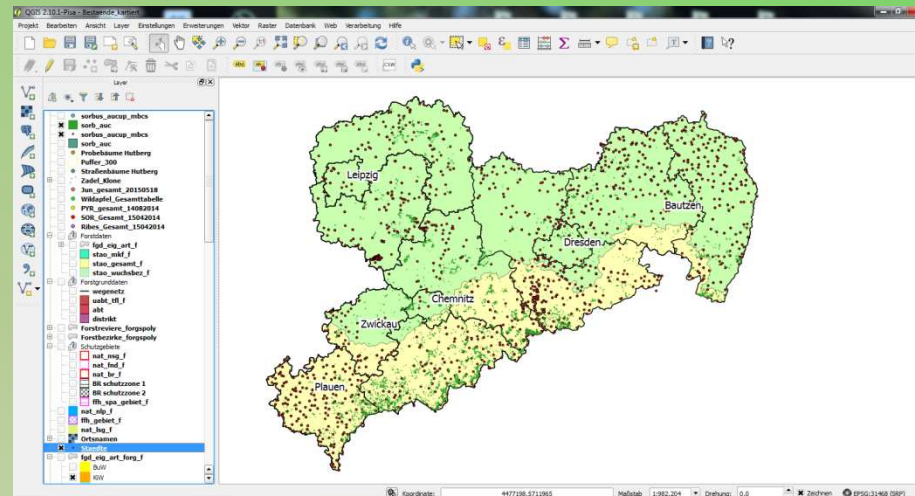 QGIS 2.10.1-Pisa - Bestaende_kartiert
Projekt Bearbeiten Ansicht Layer Einstellungen Erweiterungen Vektor Raster Datenbank Web Verarbeitung Hilfe
Layer
sorbus_aucup_mbcs
sorb_auc
sorbus_aucup_mbcs
sorb_auc
Probebäume Hutberg
Puffer_300
Straßenbäume Hutberg
Zadel_Klone
Jun_gesamt_20150518
Wildapfel_Gesamttabelle
PYR_gesamt_14082014
SOR_Gesamt_15042014
Ribes_Gesamt_15042014
Forstdaten
fgd_eig_art_f
stao_mkf_f
stao_gesamt_f
stao_wuchsbez_f
Forstgrunddaten
wegenetz
uabt_tfl_f
abt
distrikt
Forstreviere_forgspoly
Forstbezirke_forgspoly
Schutzgebiete
nat_nsg_f
nat_fnd_f
nat_br_f
BR schutzzone 1
BR schutzzone 2
ffh_spa_gebiet_f
nat_nlp_f
ffh_gebiet_f
nat_lsg_f
Ortsnamen
Staedte
fgd_eig_art_forg_f
BuW
KiW
Leipzig
Bautzen
Dresden
Chemnitz
Zwickau
Plauen
Koordinate: 4477198,5711965 Maßstab 1:982.204 Drehung: 0,0 Zeichnen EPSG:31468 (SRP)